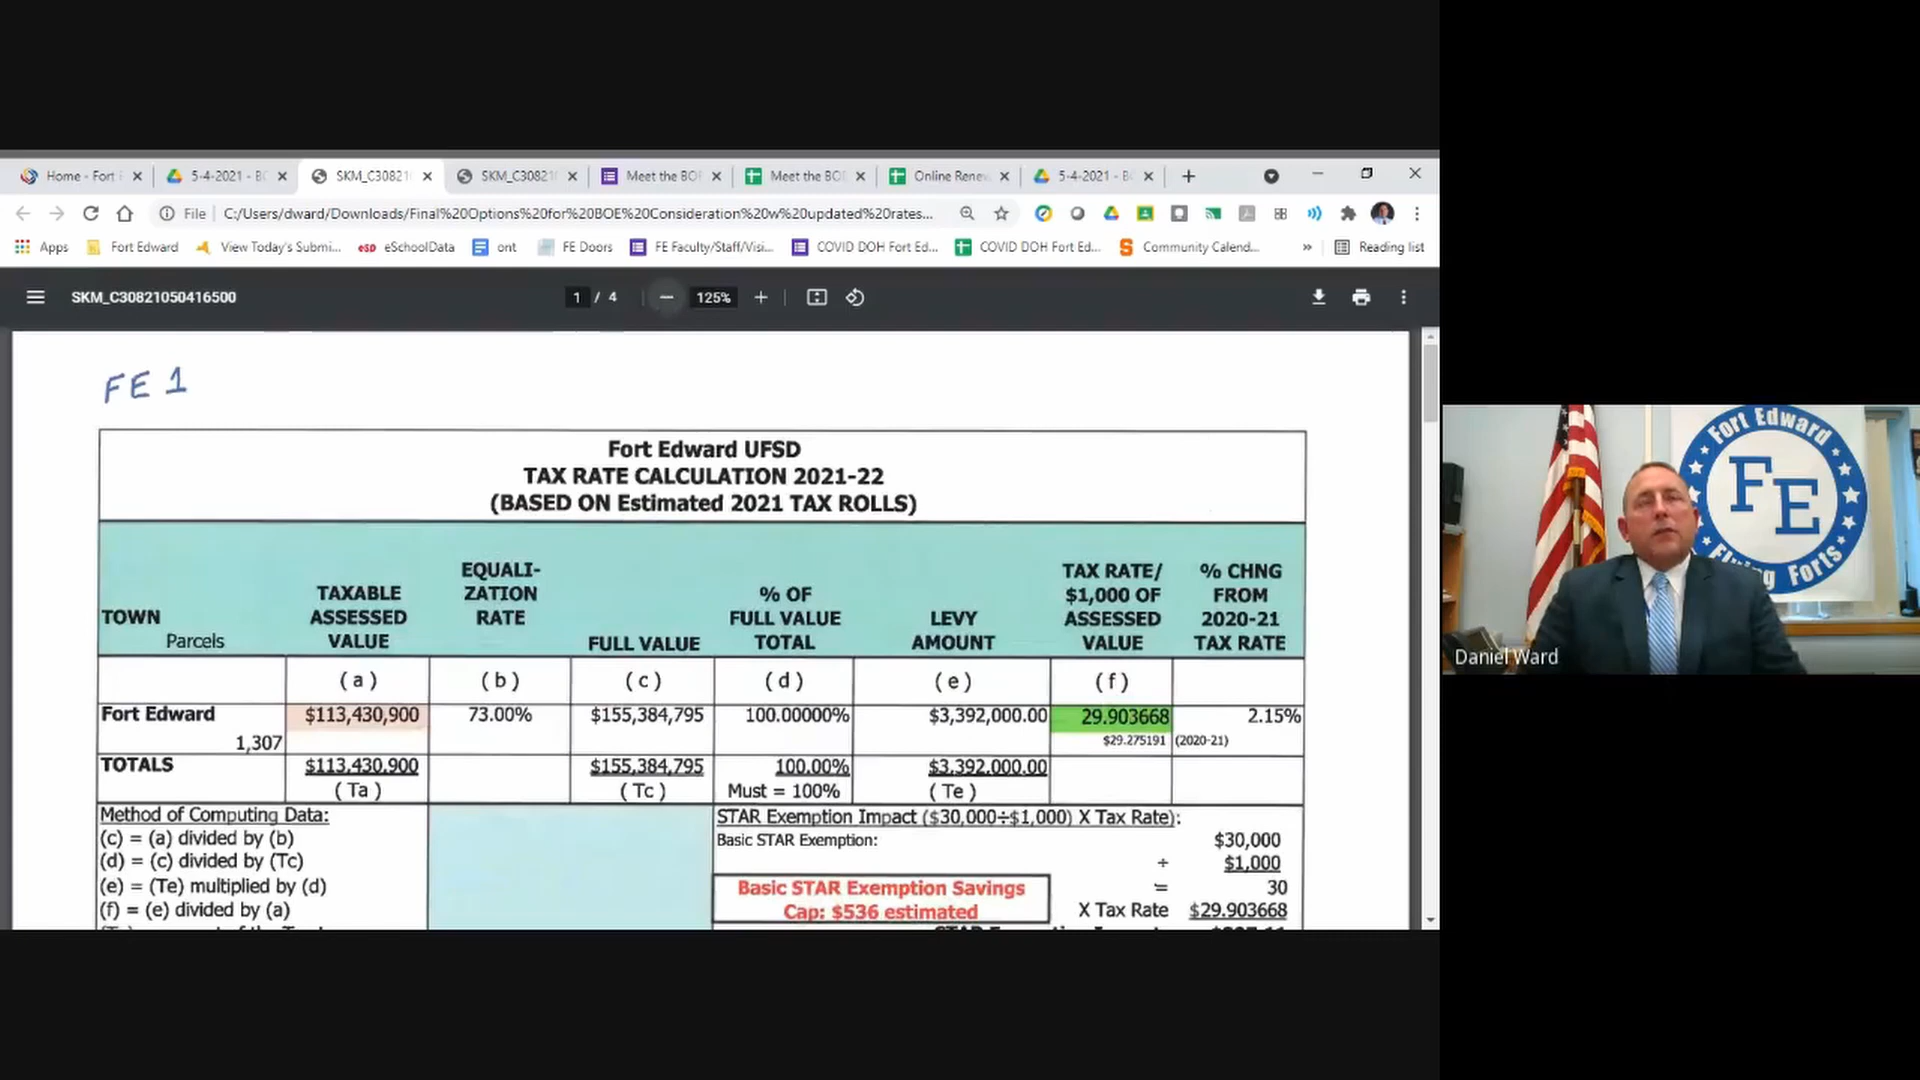 Home - Fort E
5-4-2021 - BO
SKM_C30821
SKM_C30821
Meet the BO
Meet the BO
Online Rene
5-4-2021 - B
File C:/Users/dward/Downloads/Final%20Options%20for%20BOE%20Consideration%20w%20updated%20rates...
Apps
Fort Edward
View Today's Submi...
esD eSchoolData
ont
FE Doors
FE Faculty/Staff/Visi...
COVID DOH Fort Ed...
COVID DOH Fort Ed...
Community Calend...
»
Reading list
SKM_C30821050416500
1 / 4
125%
FE 1
Fort Edward UFSD
TAX RATE CALCULATION 2021-22
(BASED ON Estimated 2021 TAX ROLLS)
TOWN
Parcels
TAXABLE
ASSESSED
VALUE
EQUALI-
ZATION
RATE
FULL VALUE
% OF
FULL VALUE
TOTAL
LEVY
AMOUNT
TAX RATE/
$1,000 OF
ASSESSED
VALUE
% CHNG
FROM
2020-21
TAX RATE
(a) (b) (c) (d) (e) (f)
Fort Edward $113,430,900 73.00% $155,384,795 100.00000% $3,392,000.00 29.903668 2.15%
1,307 $29.275191 (2020-21)
TOTALS $113,430,900 $155,384,795 100.00% $3,392,000.00
(Ta) (Tc) Must = 100% (Te)
Method of Computing Data:
(c) = (a) divided by (b)
(d) = (c) divided by (Tc)
(e) = (Te) multiplied by (d)
(f) = (e) divided by (a)
STAR Exemption Impact ($30,000÷$1,000) X Tax Rate):
Basic STAR Exemption: $30,000
÷ $1,000
= 30
X Tax Rate $29.903668
Basic STAR Exemption Savings
Cap: $536 estimated
Fort Edward
FE
Flying Forts
Daniel Ward